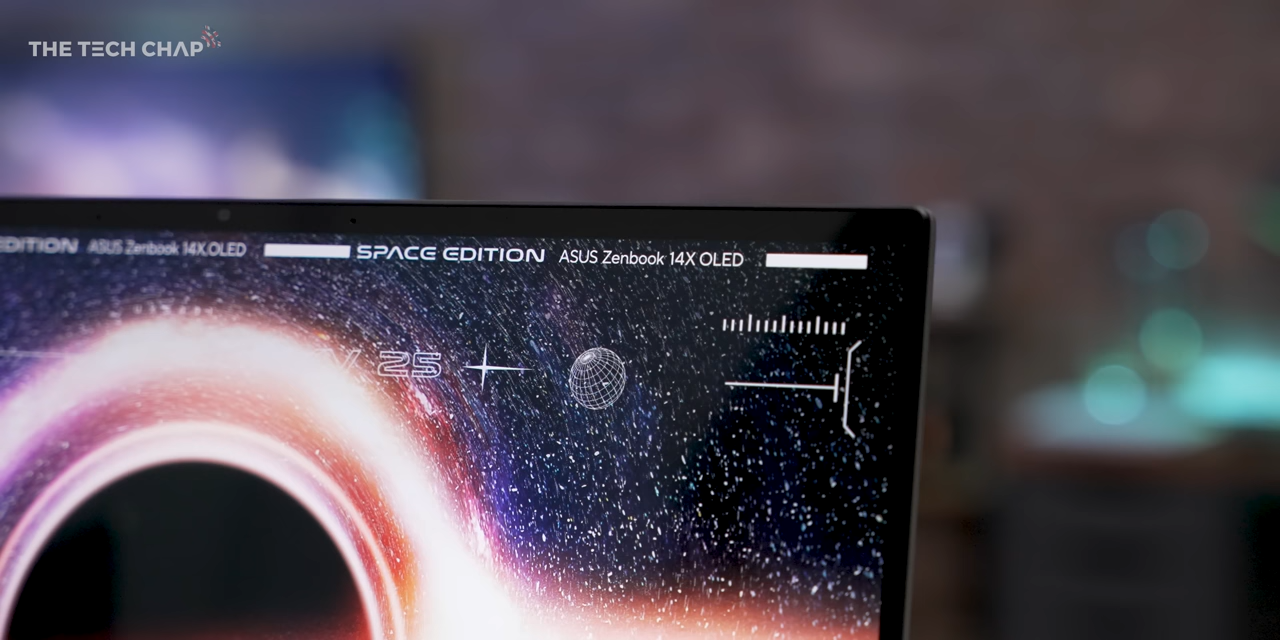 THE TECH CHAP
EDITION ASUS Zenbook 14X OLED SPACE EDITION ASUS Zenbook 14X OLED
25